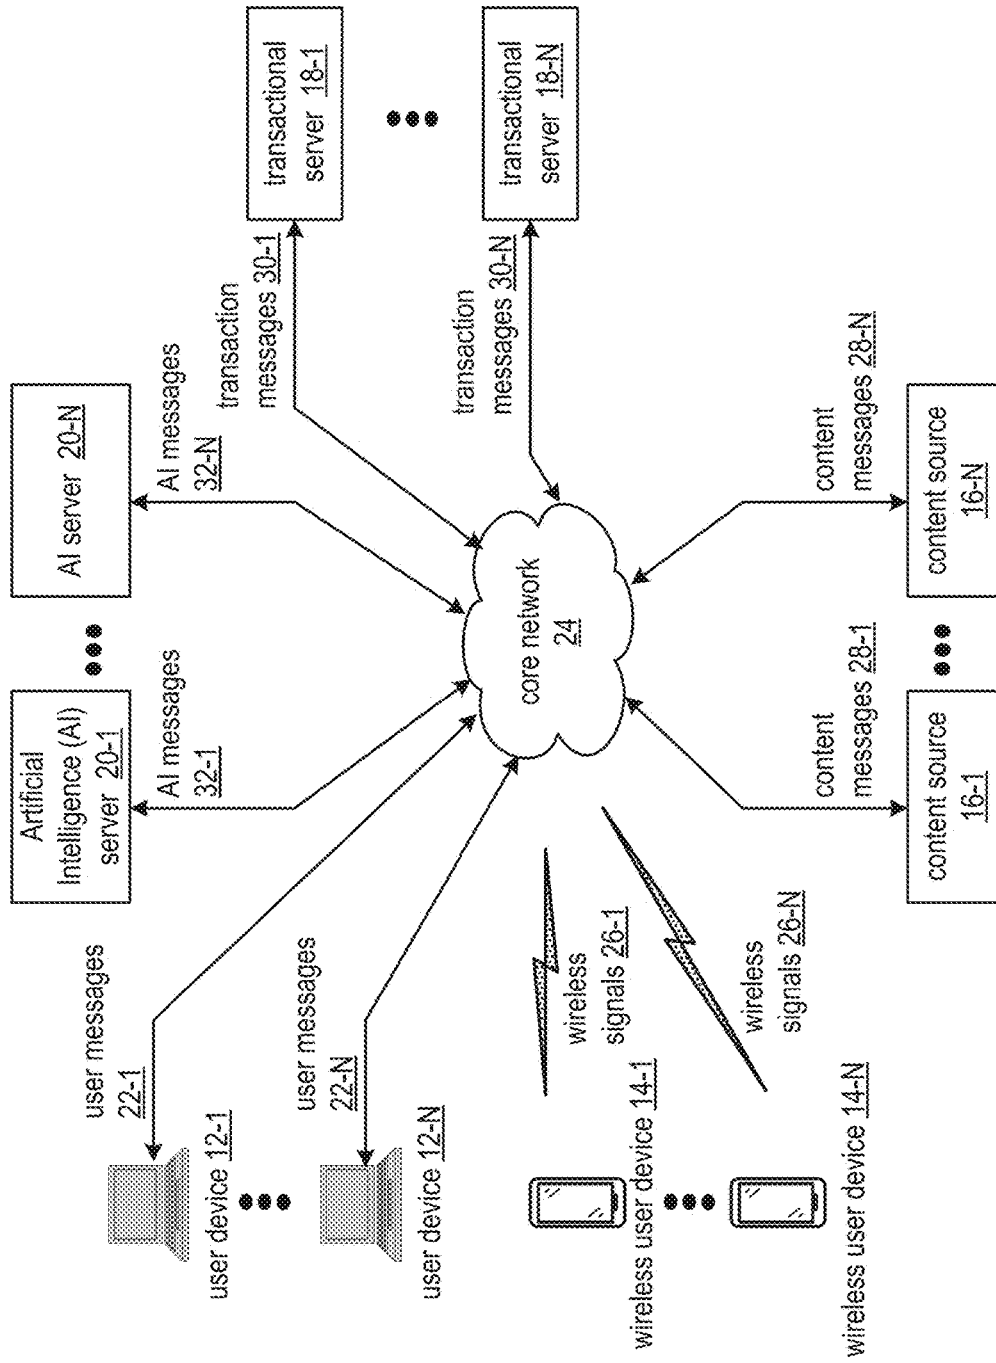 Artificial
Intelligence (AI)
server 20-1
AI server 20-N
AI messages
32-1
AI messages
32-N
user messages
22-1
user device 12-1
user messages
22-N
user device 12-N
transaction
messages 30-1
transactional
server 18-1
transaction
messages 30-N
transactional
server 18-N
core network
24
wireless
signals 26-1
wireless user device 14-1
wireless
signals 26-N
wireless user device 14-N
content
messages 28-1
content
messages 28-N
content source
16-1
content source
16-N